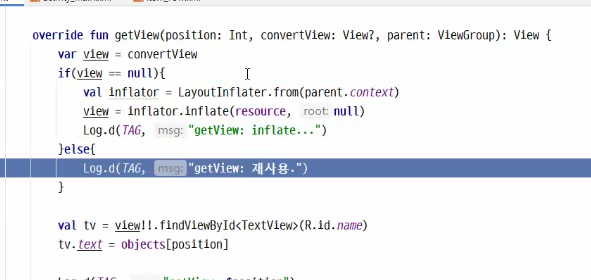 override fun getView(position: Int, convertView: View?, parent: ViewGroup): View {
var view = convertView
if(view == null){
val inflator = LayoutInflater.from(parent.context)
view = inflator.inflate(resource, root: null)
Log.d(TAG, msg: "getView: inflate...")
}else{
Log.d(TAG, msg: "getView: 재사용.")
}
val tv = view!!.findViewById<TextView>(R.id.name)
tv.text = objects[position]